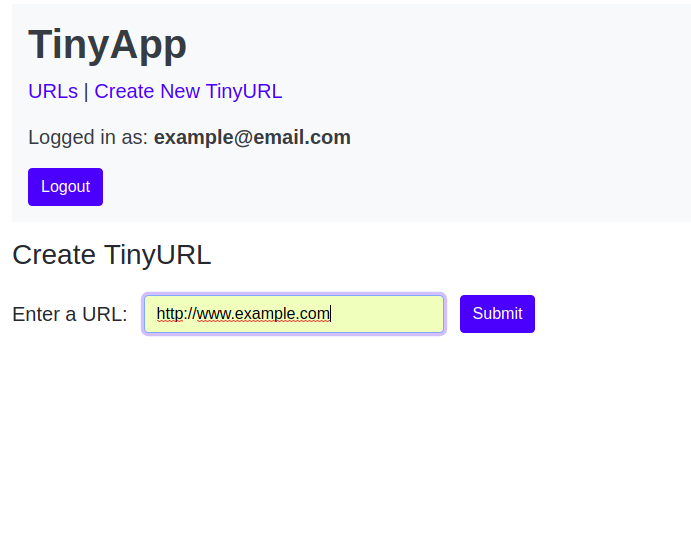 TinyApp
URLs | Create New TinyURL
Logged in as: example@email.com
Logout
Create TinyURL
Enter a URL: http://www.example.com Submit